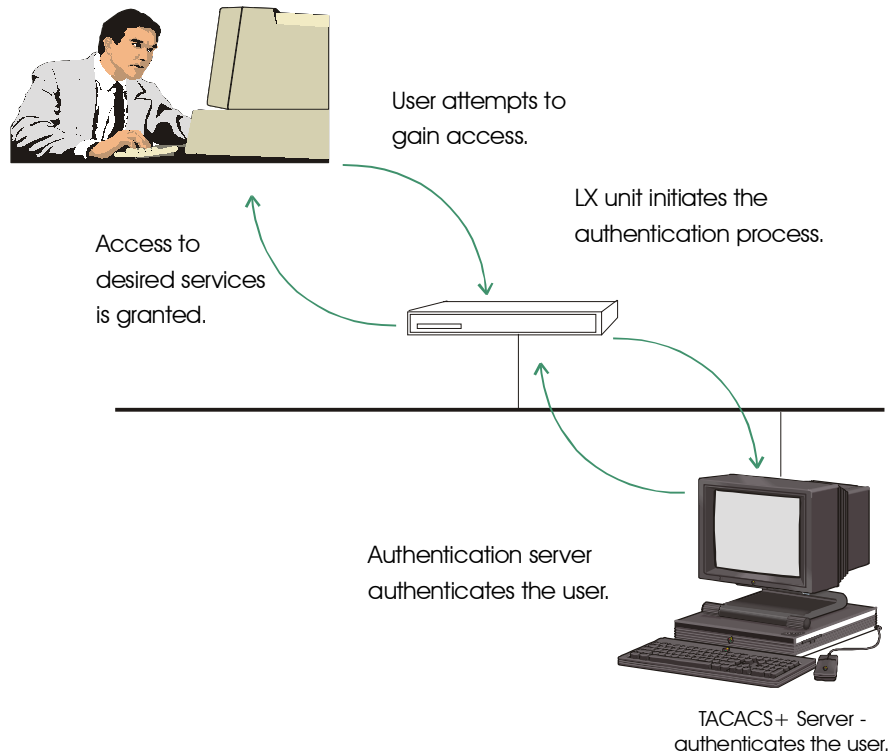 User attempts to
gain access.
LX unit initiates the
authentication process.
Access to
desired services
is granted.
Authentication server
authenticates the user.
TACACS+ Server -
authenticates the user.